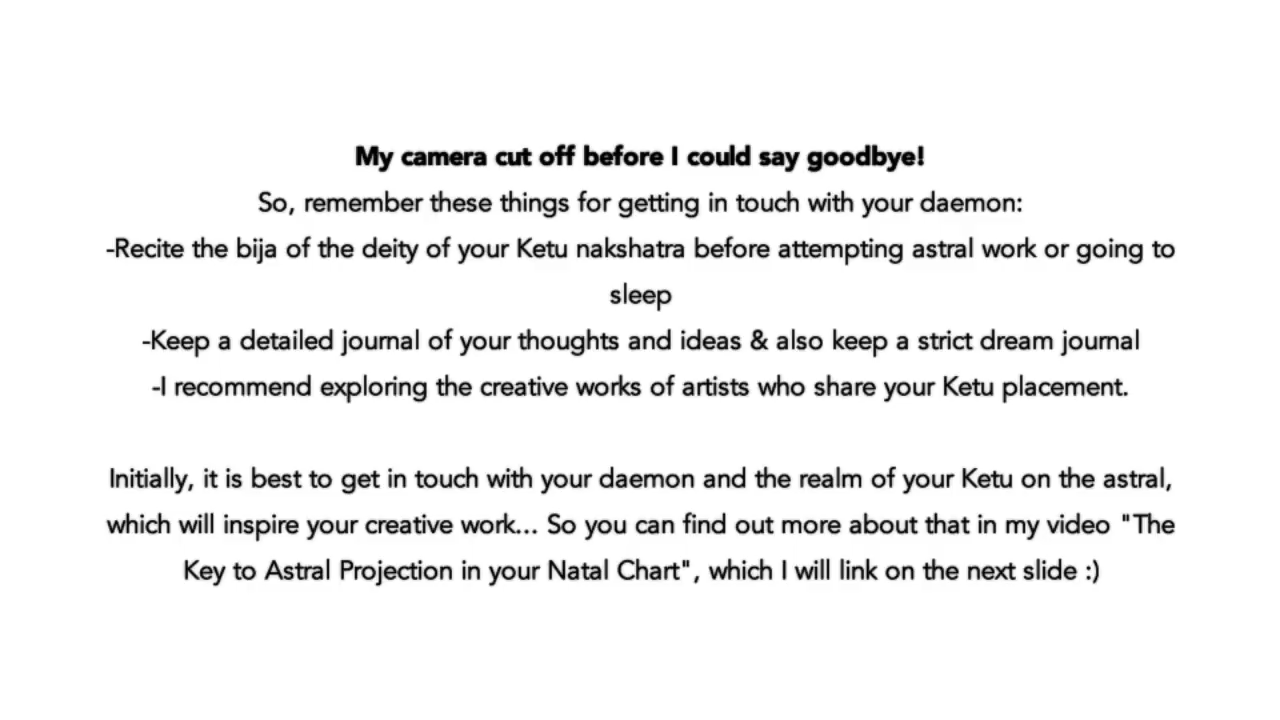 My camera cut off before I could say goodbye!
So, remember these things for getting in touch with your daemon:
-Recite the bija of the deity of your Ketu nakshatra before attempting astral work or going to
sleep
-Keep a detailed journal of your thoughts and ideas & also keep a strict dream journal
-I recommend exploring the creative works of artists who share your Ketu placement.
Initially, it is best to get in touch with your daemon and the realm of your Ketu on the astral,
which will inspire your creative work... So you can find out more about that in my video "The
Key to Astral Projection in your Natal Chart", which I will link on the next slide :)